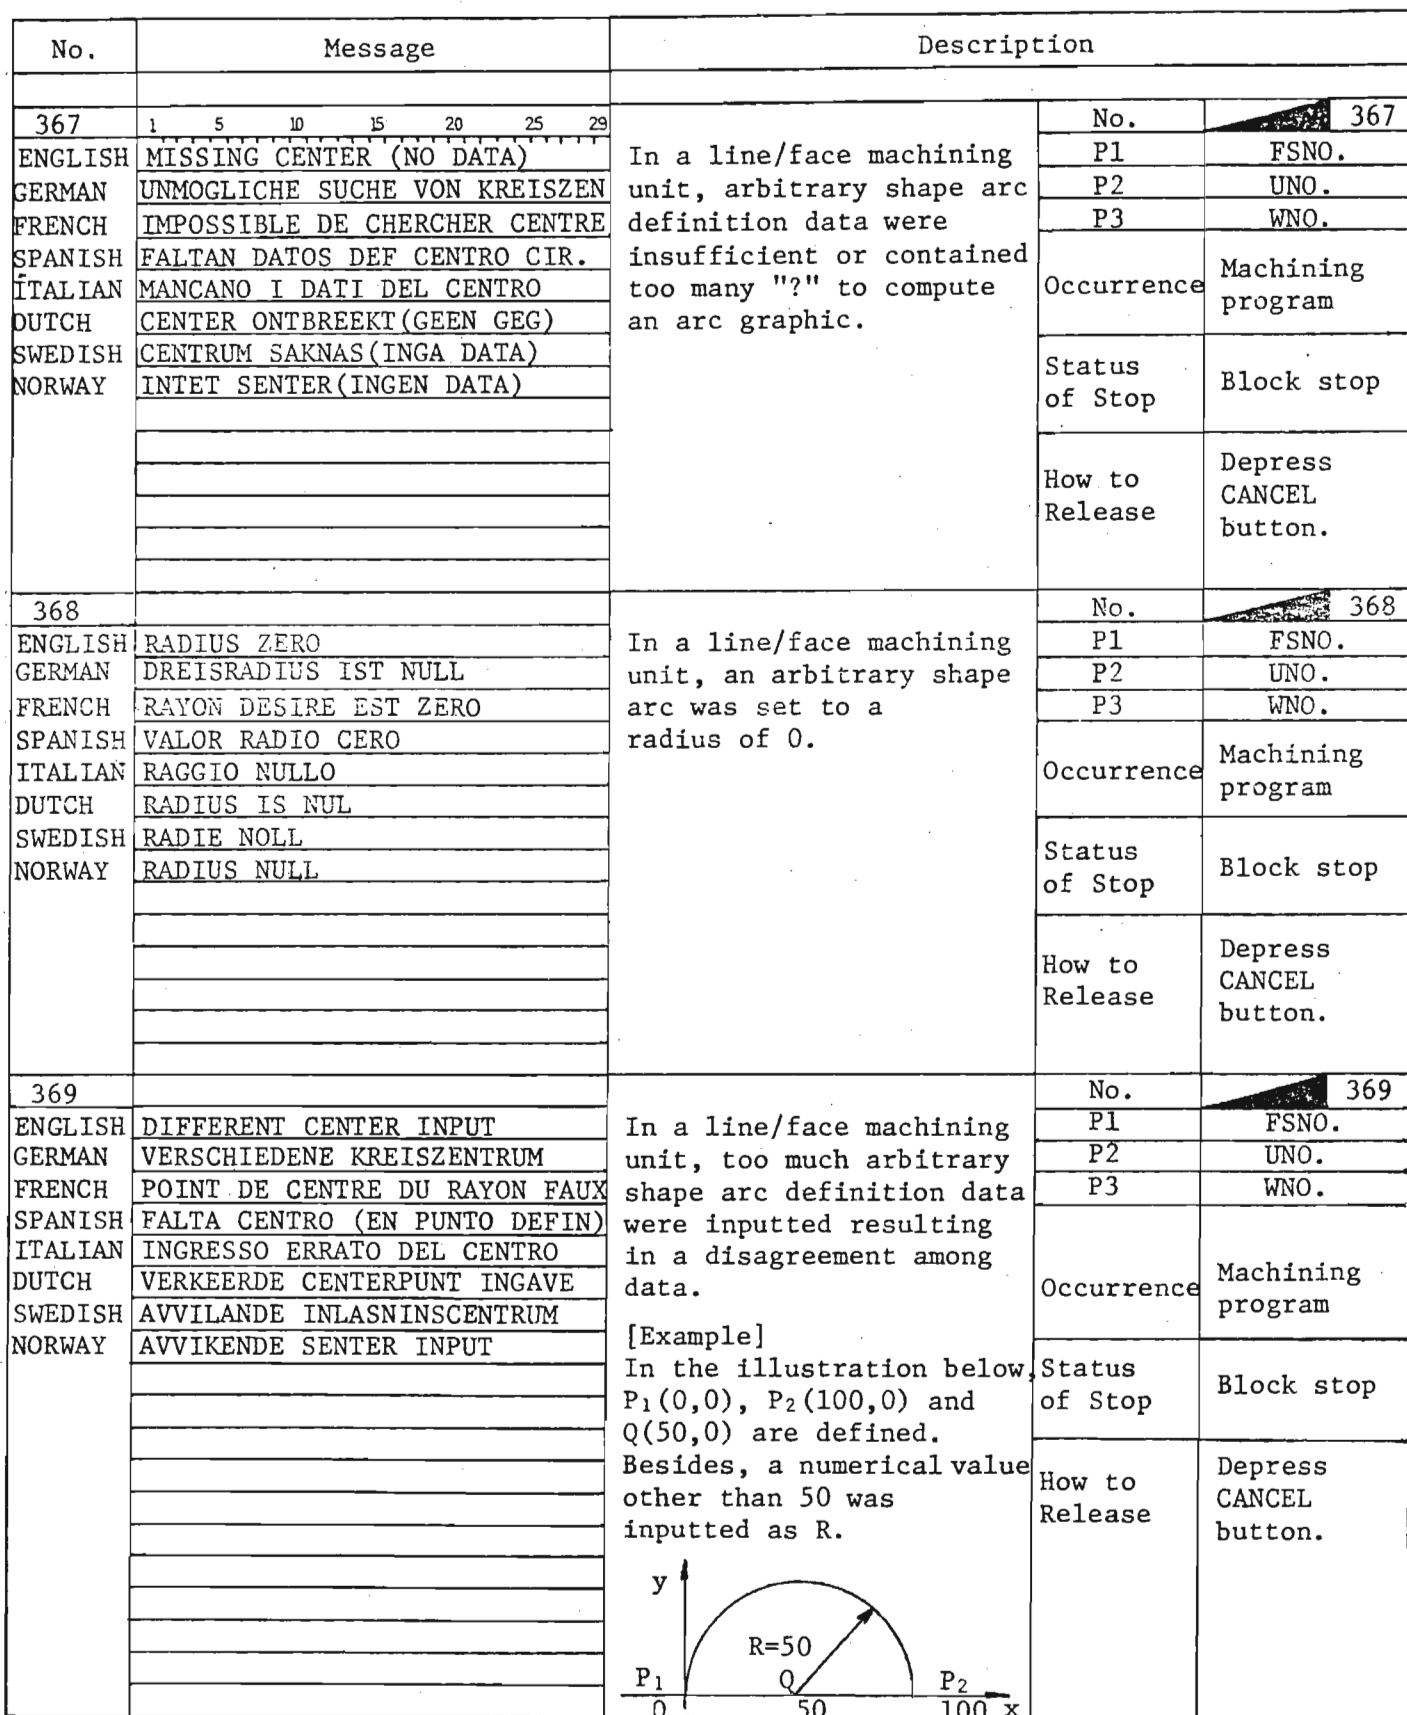 No. Message Description
367 1 5 10 15 20 25 29 No. 367
ENGLISH MISSING CENTER (NO DATA)
GERMAN UNMOGLICHE SUCHE VON KREISZEN
FRENCH IMPOSSIBLE DE CHERCHER CENTRE
SPANISH FALTAN DATOS DEF CENTRO CIR.
ITALIAN MANCANO I DATI DEL CENTRO
DUTCH CENTER ONTBREEKT(GEEN GEG)
SWEDISH CENTRUM SAKNAS(INGA DATA)
NORWAY INTET SENTER(INGEN DATA)
In a line/face machining
unit, arbitrary shape arc
definition data were
insufficient or contained
too many "?" to compute
an arc graphic.
P1 FSNO.
P2 UNO.
P3 WNO.
Occurrence Machining
program
Status
of Stop Block stop
How to
Release Depress
CANCEL
button.
368 No. 368
ENGLISH RADIUS ZERO
GERMAN DREISRADIUS IST NULL
FRENCH RAYON DESIRE EST ZERO
SPANISH VALOR RADIO CERO
ITALIAN RAGGIO NULLO
DUTCH RADIUS IS NUL
SWEDISH RADIE NOLL
NORWAY RADIUS NULL
In a line/face machining
unit, an arbitrary shape
arc was set to a
radius of 0.
P1 FSNO.
P2 UNO.
P3 WNO.
Occurrence Machining
program
Status
of Stop Block stop
How to
Release Depress
CANCEL
button.
369 No. 369
ENGLISH DIFFERENT CENTER INPUT
GERMAN VERSCHIEDENE KREISZENTRUM
FRENCH POINT DE CENTRE DU RAYON FAUX
SPANISH FALTA CENTRO (EN PUNTO DEFIN)
ITALIAN INGRESSO ERRATO DEL CENTRO
DUTCH VERKEERDE CENTERPUNT INGAVE
SWEDISH AVVILANDE INLASNINSCENTRUM
NORWAY AVVIKENDE SENTER INPUT
In a line/face machining
unit, too much arbitrary
shape arc definition data
were inputted resulting
in a disagreement among
data.
[Example]
In the illustration below,
P₁(0,0), P₂(100,0) and
Q(50,0) are defined.
Besides, a numerical value
other than 50 was
inputted as R.
y
R=50
P₁ Q P₂
0 50 100 x
P1 FSNO.
P2 UNO.
P3 WNO.
Occurrence Machining
program
Status
of Stop Block stop
How to
Release Depress
CANCEL
button.